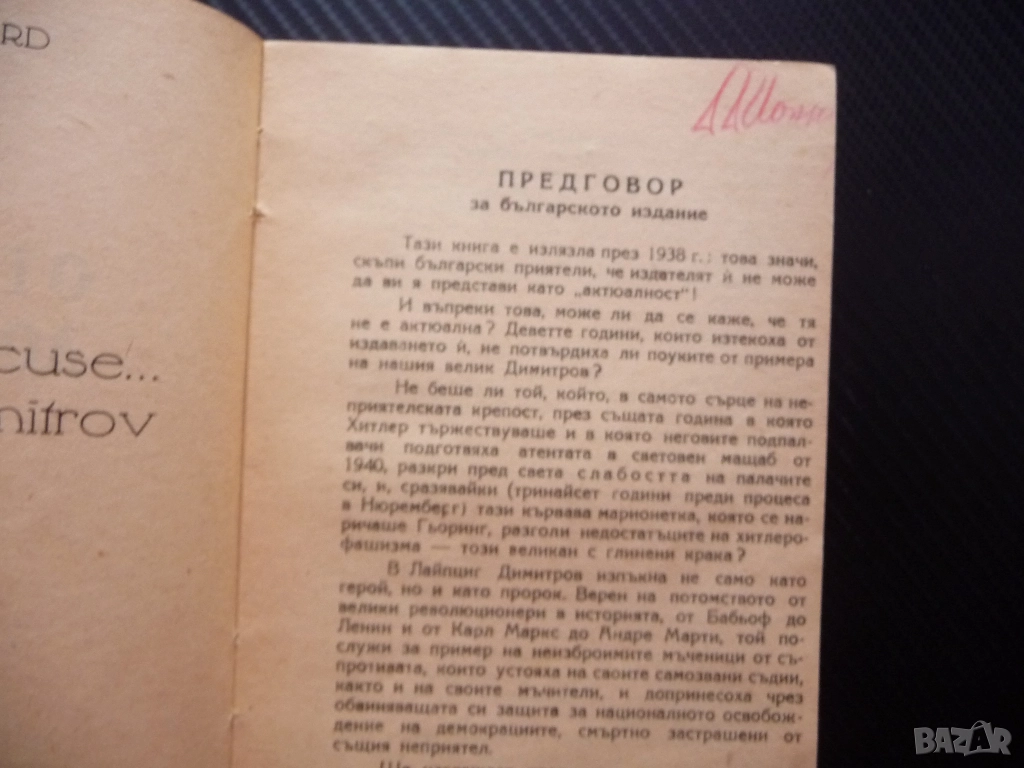 RD
cuse...
mitrov
ПРЕДГОВОР
за българското издание
Тази книга е излязла през 1938 г.: това значи,
скъпи български приятели, че издателят ѝ не може
да ви я представи като „актюалност"!
И въпреки това, може ли да се каже, че тя
не е актюална? Деветте години, които изтекоха от
издаването ѝ, не потвърдиха ли поуките от примера
на нашия велик Димитров?
Не беше ли той, който, в самото сърце на не-
приятелската крепост, през същата година в която
Хитлер тържествуваше и в която неговите подпал-
вачи подготвяха атентата в световен мащаб от
1940, разкри пред света слабостта на палачите
си, и, сразявайки (тринайсет години преди процеса
в Нюремберг) тази кървава марионетка, която се на-
ричаше Гьоринг, разголи недостатъците на хитлеро-
фашизма — този великан с глинени крака?
В Лайпциг Димитров изпъкна не само като
герой, но и като пророк. Верен на потомството от
велики революционери в историята, от Бабьоф до
Ленин и от Карл Маркс до Андре Марти, той по-
служи за пример на неизброимите мъченици от съ-
противата, които устояха на своите самозвани съдии,
както и на своите мъчители, и допринесоха чрез
обвиняващата си защита за националното освобож-
дение на демокрациите, смъртно застрашени от
същия неприятел.
BAZAR